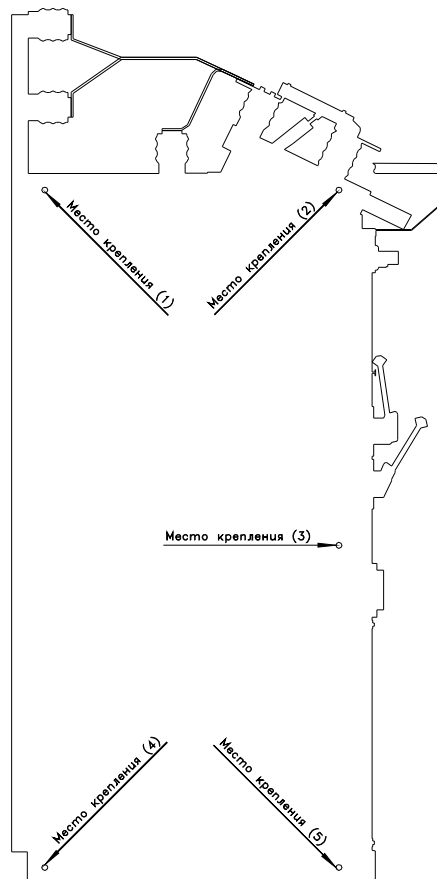 Место крепления (1)
Место крепления (2)
Место крепления (3)
Место крепления (4)
Место крепления (5)